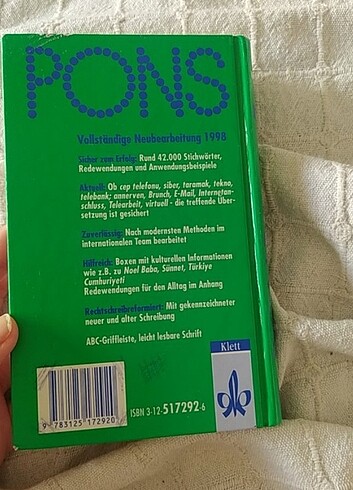 PONS
Vollständige Neubearbeitung 1998
Sicher zum Erfolg: Rund 42.000 Stichwörter,
Redewendungen und Anwendungsbeispiele
Aktuell: Ob cep telefonu, siber, taramak, tekno,
telebank; annerven, Brunch, E-Mail, Internetan-
schluss, Telearbeit, virtuell - die treffende Über-
setzung ist gesichert
Zuverlässig: Nach modernsten Methoden im
internationalen Team bearbeitet
Hilfreich: Boxen mit kulturellen Informationen
wie z.B. zu Noel Baba, Sünnet, Türkiye
Cumhuriyeti
Redewendungen für den Alltag im Anhang
Rechtschreibreformiert: Mit gekennzeichneter
neuer und alter Schreibung
ABC-Griffleiste, leicht lesbare Schrift
Klett
ISBN 3-12-517292-6
9 783125 172920